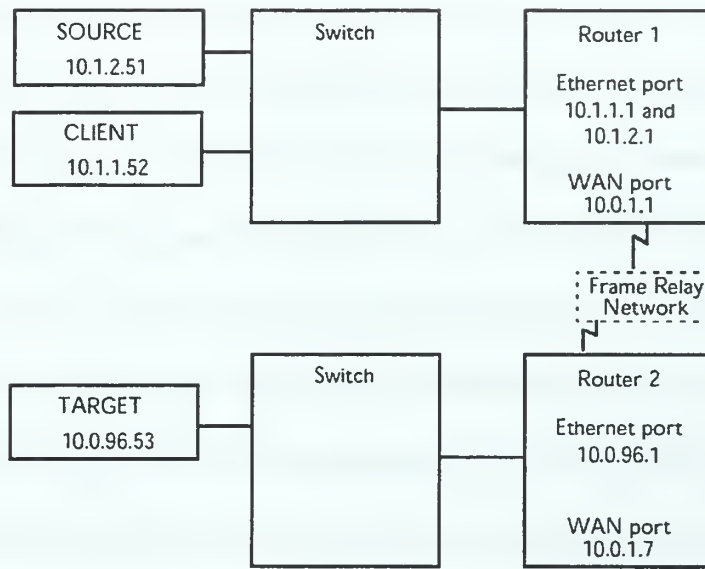 SOURCE
10.1.2.51
CLIENT
10.1.1.52
Switch
Router 1
Ethernet port
10.1.1.1 and
10.1.2.1
WAN port
10.0.1.1
Frame Relay
Network
TARGET
10.0.96.53
Switch
Router 2
Ethernet port
10.0.96.1
WAN port
10.0.1.7